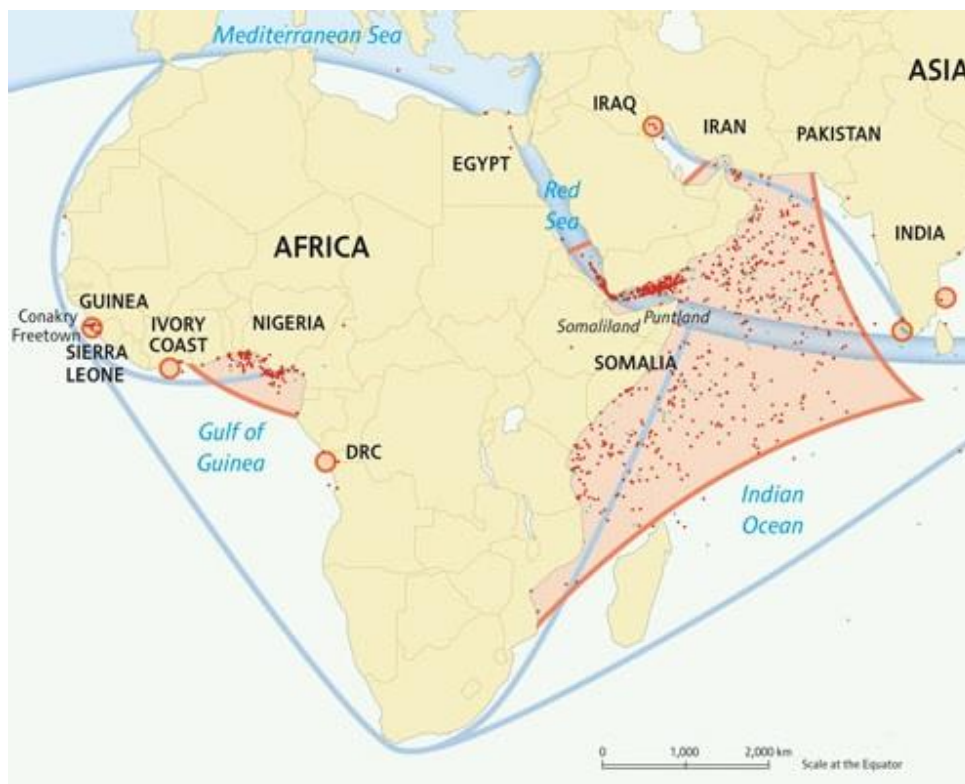 Mediterranean Sea
ASIA
IRAQ
IRAN
PAKISTAN
EGYPT
Red
Sea
INDIA
AFRICA
GUINEA
Conakry
Freetown
IVORY
COAST
NIGERIA
SIERRA
LEONE
Somaliland
Puntland
SOMALIA
Gulf of
Guinea
DRC
Indian
Ocean
0
1,000
2,000 km
Scale at the Equator